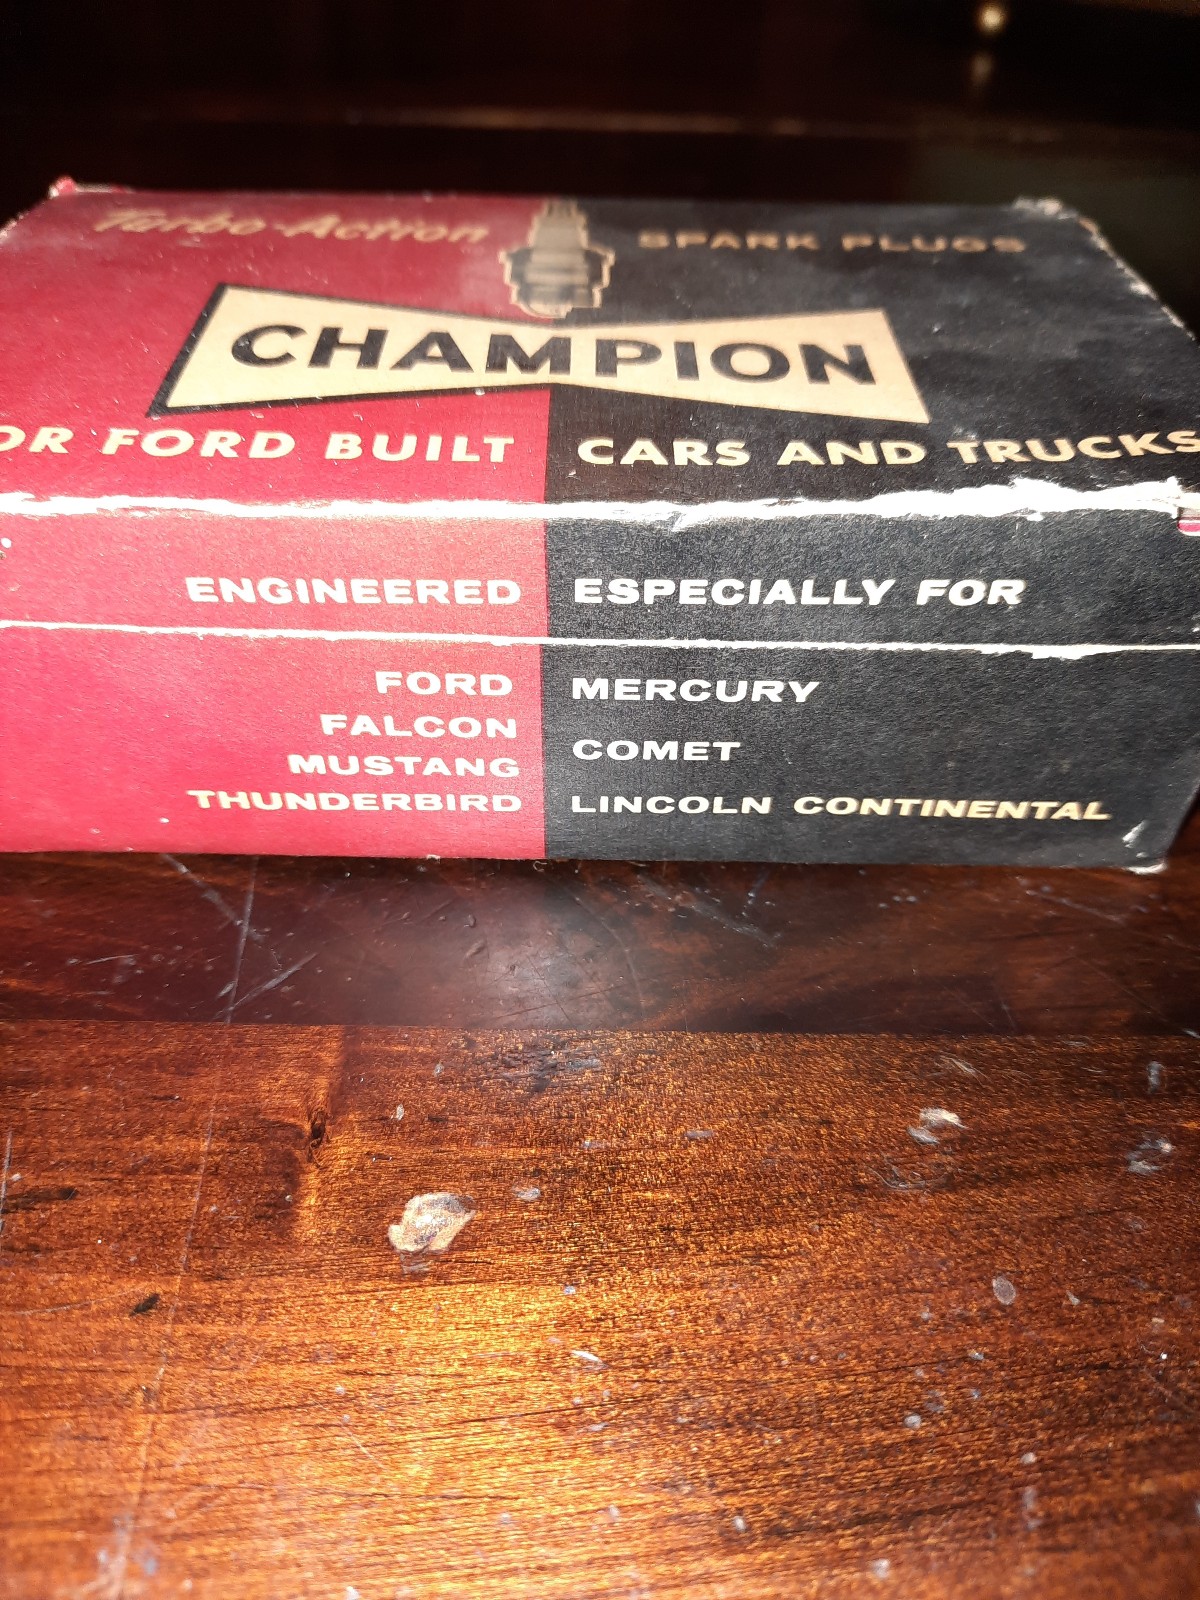 Turbo-Action SPARK PLUGS
CHAMPION
OR FORD BUILT CARS AND TRUCKS
ENGINEERED ESPECIALLY FOR
FORD MERCURY
FALCON
COMET
MUSTANG
THUNDERBIRD LINCOLN CONTINENTAL